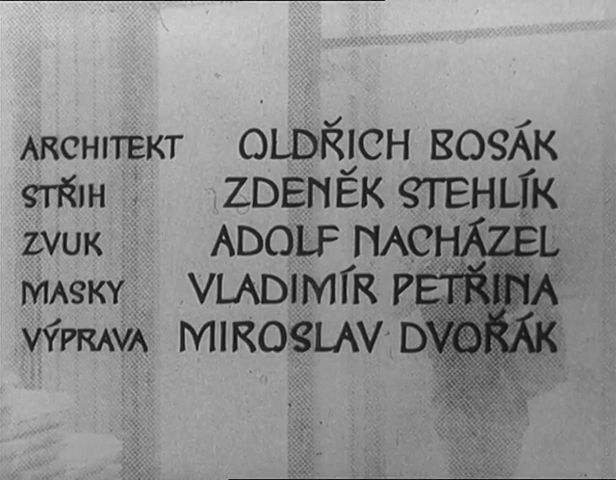 ARCHITEKT OLDŘICH BOSÁK
STŘIH ZDENĚK STEHLÍK
ZVUK ADOLF NACHÁZEL
MASKY VLADIMÍR PETŘINA
VÝPRAVA MIROSLAV DVOŘÁK